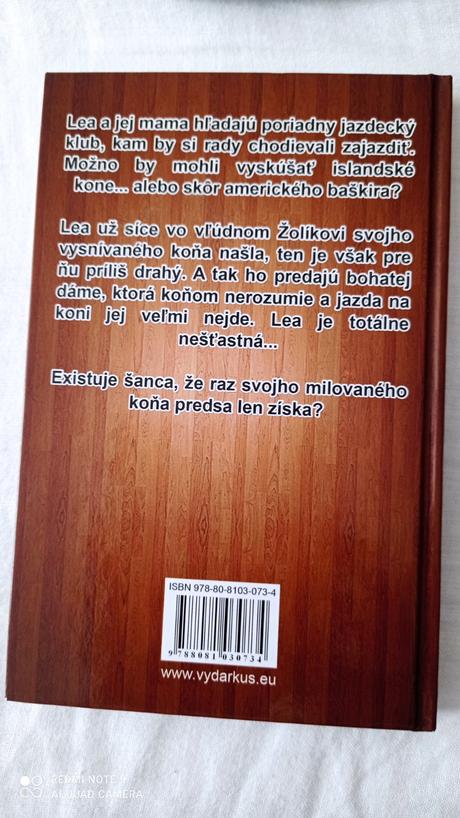 Lea a jej mama hľadajú poriadny jazdecký
klub, kam by si rady chodievali zajazdiť.
Možno by mohli vyskúšať islandské
kone... alebo skôr amerického baškira?
Lea už síce vo vľúdnom Žolíkovi svojho
vysnívaného koňa našla, ten je však pre
ňu príliš drahý. A tak ho predajú bohatej
dáme, ktorá koňom nerozumie a jazda na
koni jej veľmi nejde. Lea je totálne
nešťastná...
Existuje šanca, že raz svojho milovaného
koňa predsa len získa?
ISBN 978-80-8103-073-4
9 788081 030734
www.vydarkus.eu
REDMI NOTE 9
AI QUAD CAMERA